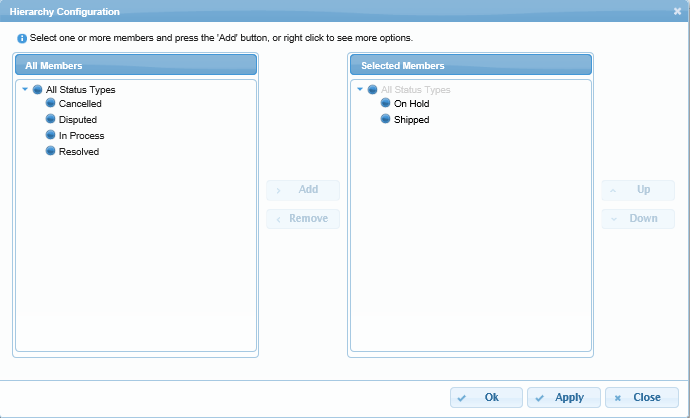 Hierarchy Configuration
Select one or more members and press the 'Add' button, or right click to see more options.
All Members
All Status Types
Cancelled
Disputed
In Process
Resolved
Add
Remove
Selected Members
All Status Types
On Hold
Shipped
Up
Down
Ok
Apply
Close